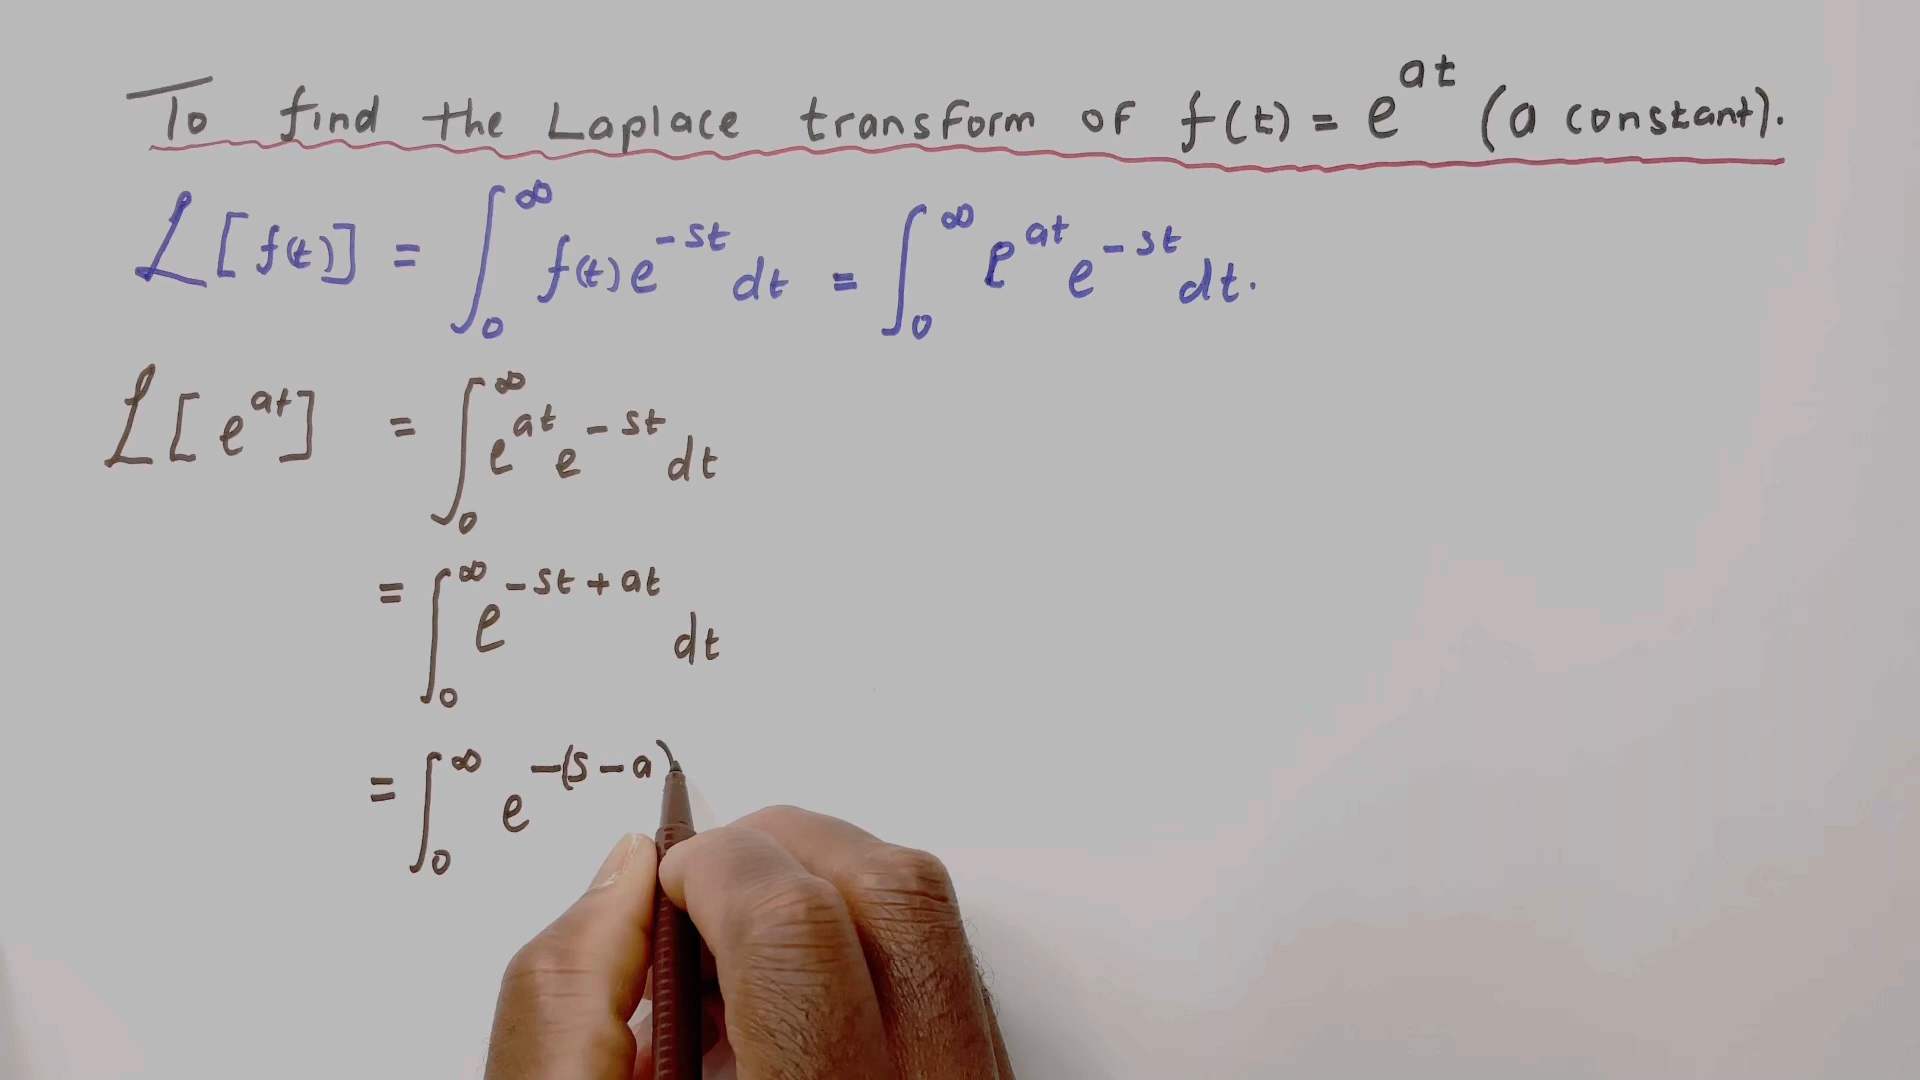 To find the Laplace transform of f(t) = e^{at} (a constant).
ℒ[f(t)] = ∫_0^∞ f(t) e^{-st} dt = ∫_0^∞ e^{at} e^{-st} dt.
ℒ[e^{at}] = ∫_0^∞ e^{at} e^{-st} dt
= ∫_0^∞ e^{-st + at} dt
= ∫_0^∞ e^{-(s-a)}